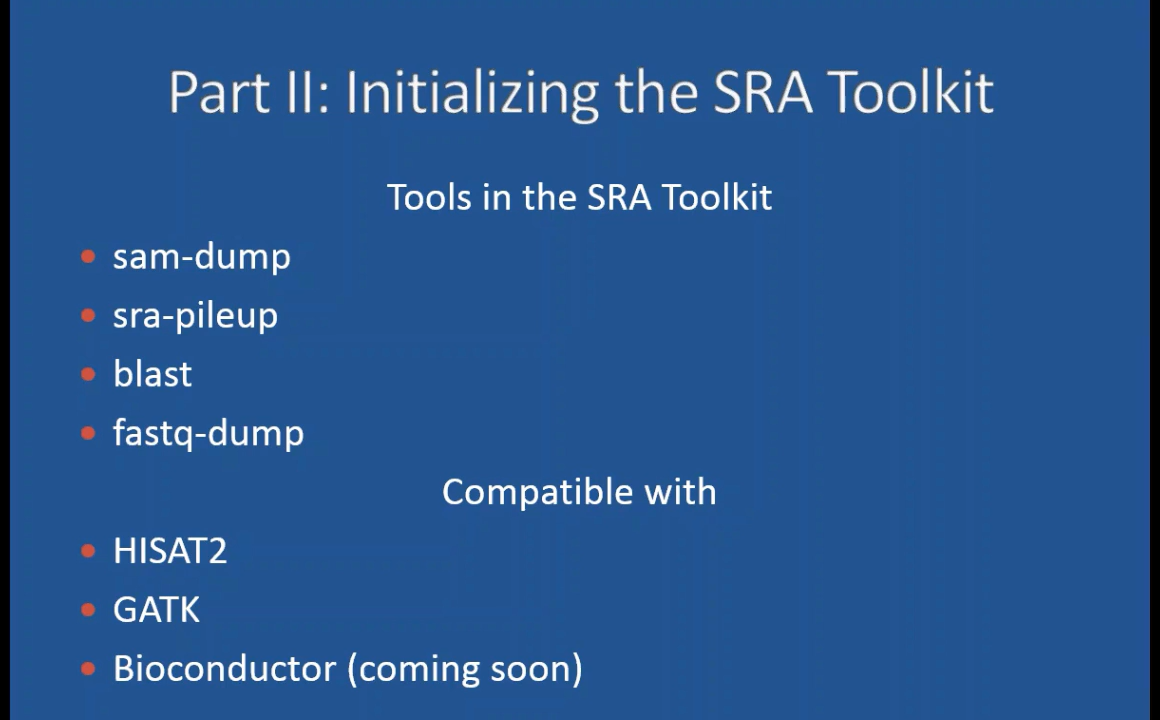 Part II: Initializing the SRA Toolkit
Tools in the SRA Toolkit
• sam-dump
• sra-pileup
• blast
• fastq-dump
Compatible with
• HISAT2
• GATK
• Bioconductor (coming soon)